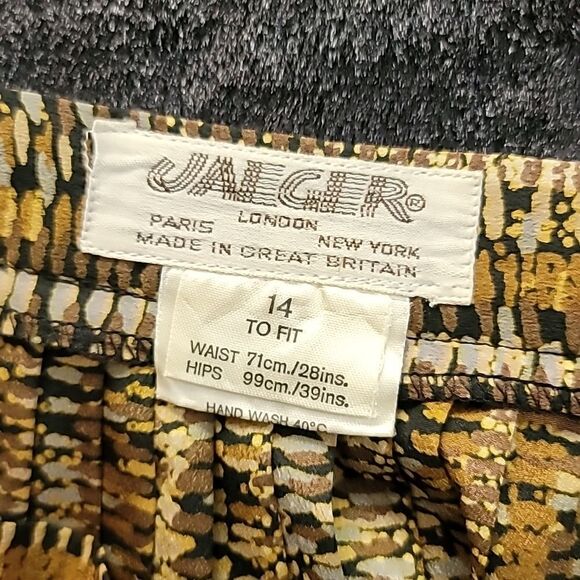 JAEGER®
LONDON
PARIS NEW YORK
MADE IN GREAT BRITAIN
14
TO FIT
WAIST 71cm./28ins.
HIPS 99cm./39ins.
HAND WASH 40°C